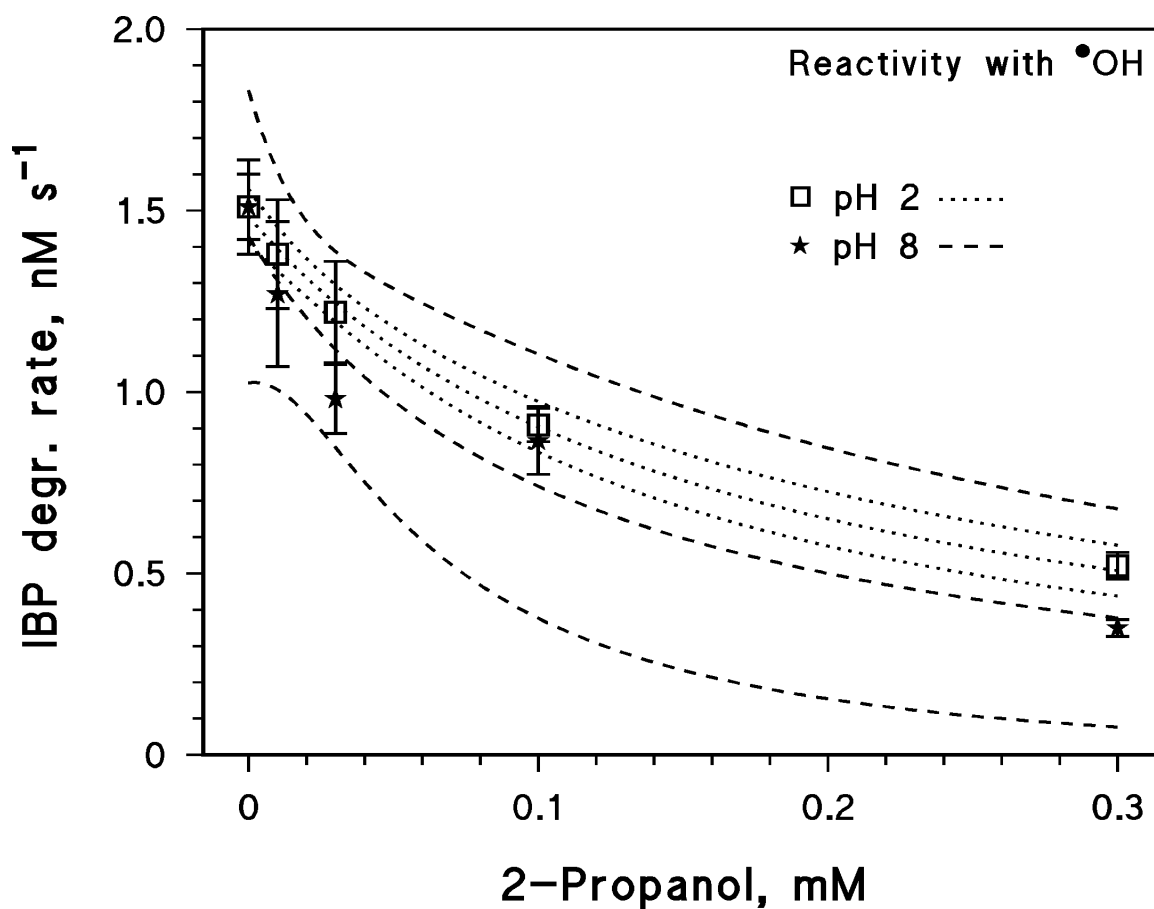 2.0
Reactivity with •OH
1.5
pH 2
pH 8
1.0
0.5
0
0
0.1
0.2
0.3
IBP degr. rate, nM s⁻¹
2-Propanol, mM